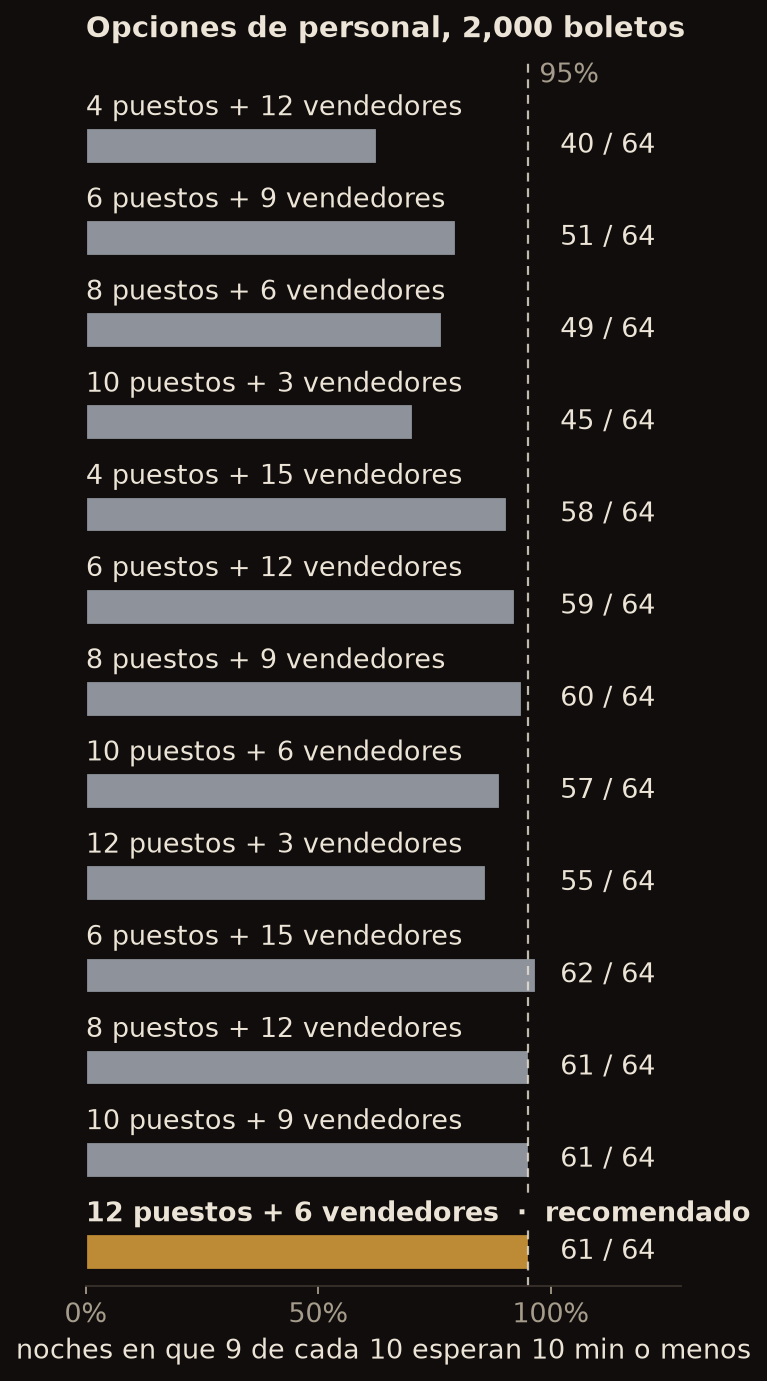 Opciones de personal, 2,000 boletos
95%
4 puestos + 12 vendedores
40 / 64
6 puestos + 9 vendedores
51 / 64
8 puestos + 6 vendedores
49 / 64
10 puestos + 3 vendedores
45 / 64
4 puestos + 15 vendedores
58 / 64
6 puestos + 12 vendedores
59 / 64
8 puestos + 9 vendedores
60 / 64
10 puestos + 6 vendedores
57 / 64
12 puestos + 3 vendedores
55 / 64
6 puestos + 15 vendedores
62 / 64
8 puestos + 12 vendedores
61 / 64
10 puestos + 9 vendedores
61 / 64
12 puestos + 6 vendedores · recomendado
61 / 64
0% 50% 100%
noches en que 9 de cada 10 esperan 10 min o menos